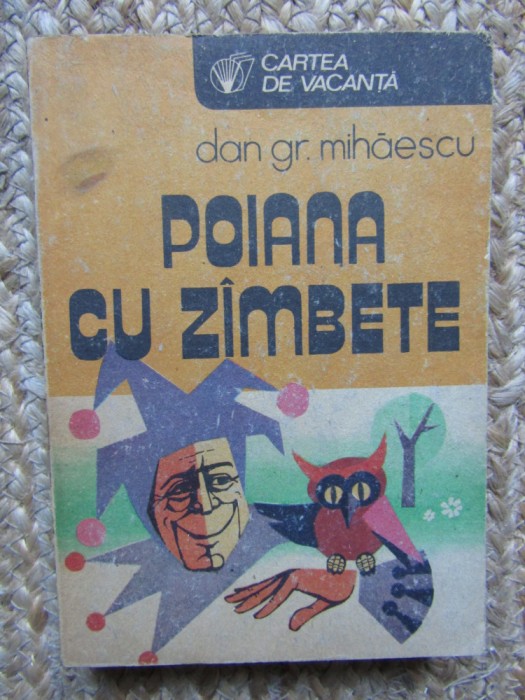 CARTEA
DE VACANȚĂ
dan gr. mihăescu
POIANA
CU ZÎMBETE